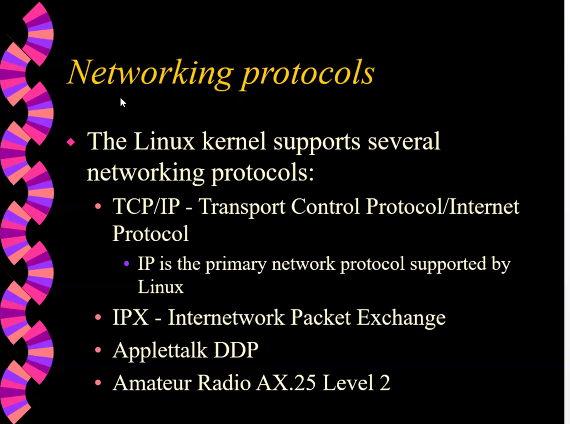 Networking protocols
The Linux kernel supports several
networking protocols:
TCP/IP - Transport Control Protocol/Internet
Protocol
IP is the primary network protocol supported by
Linux
IPX - Internetwork Packet Exchange
Applettalk DDP
Amateur Radio AX.25 Level 2